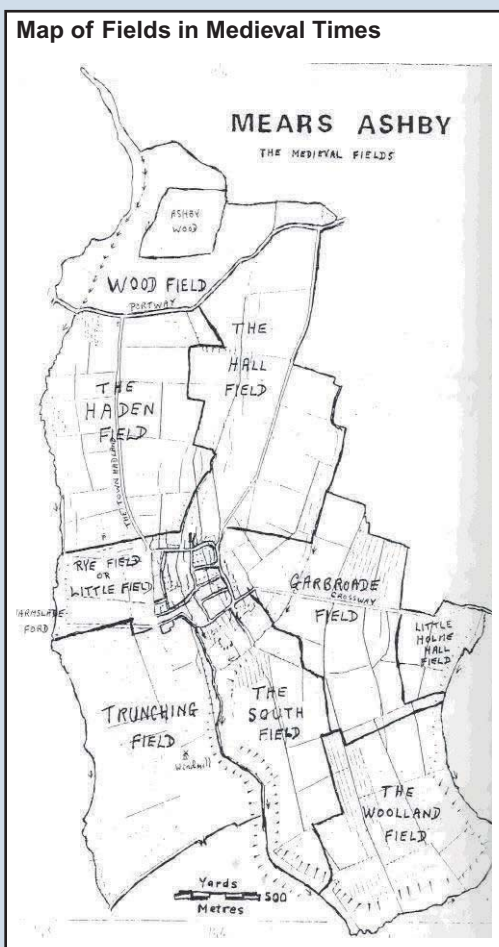 Map of Fields in Medieval Times
MEARS ASHBY
THE MEDIEVAL FIELDS
ASHBY
WOOD
WOOD FIELD
PORTWAY
THE
HALL
FIELD
THE
HADEN
FIELD
THE TOWN HADLAND
RYE FIELD
OR
LITTLE FIELD
GARBROADE
CROSSWAY
FIELD
ARMSLADE
FORD
LITTLE
HOLME
HALL
FIELD
TRUNCHING
FIELD
Windmill
THE
SOUTH
FIELD
THE
WOOLLAND
FIELD
Yards
500
Metres